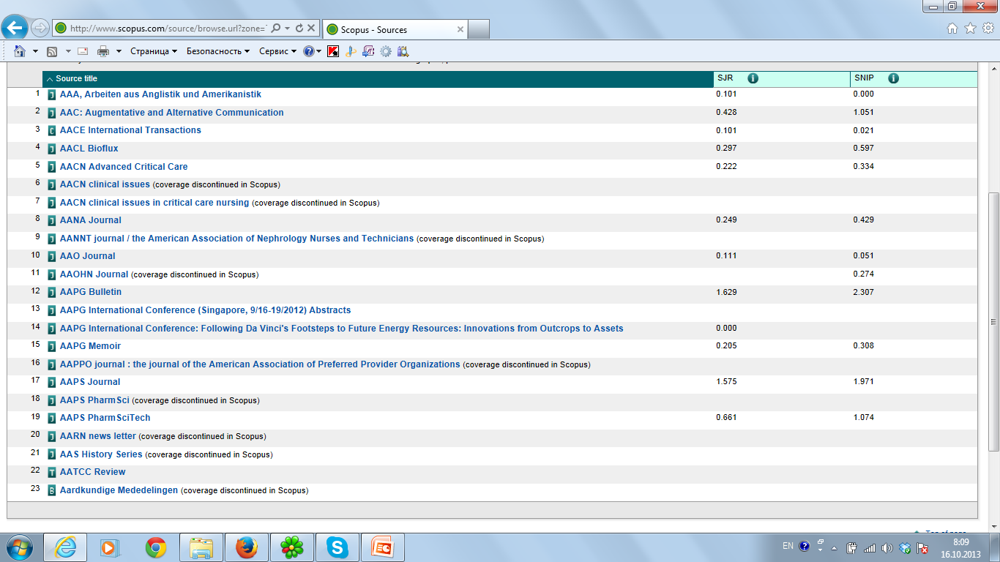 http://www.scopus.com/source/browse.url?zone=
Scopus - Sources
Страница Безопасность Сервис
Source title SJR SNIP
1 J AAA, Arbeiten aus Anglistik und Amerikanistik 0.101 0.000
2 J AAC: Augmentative and Alternative Communication 0.428 1.051
3 C AACE International Transactions 0.101 0.021
4 J AACL Bioflux 0.297 0.597
5 J AACN Advanced Critical Care 0.222 0.334
6 J AACN clinical issues (coverage discontinued in Scopus)
7 J AACN clinical issues in critical care nursing (coverage discontinued in Scopus)
8 J AANA Journal 0.249 0.429
9 J AANNT journal / the American Association of Nephrology Nurses and Technicians (coverage discontinued in Scopus)
10 J AAO Journal 0.111 0.051
11 J AAOHN Journal (coverage discontinued in Scopus) 0.274
12 J AAPG Bulletin 1.629 2.307
13 J AAPG International Conference (Singapore, 9/16-19/2012) Abstracts
14 J AAPG International Conference: Following Da Vinci's Footsteps to Future Energy Resources: Innovations from Outcrops to Assets 0.000
15 J AAPG Memoir 0.205 0.308
16 J AAPPO journal : the journal of the American Association of Preferred Provider Organizations (coverage discontinued in Scopus)
17 J AAPS Journal 1.575 1.971
18 J AAPS PharmSci (coverage discontinued in Scopus)
19 J AAPS PharmSciTech 0.661 1.074
20 J AARN news letter (coverage discontinued in Scopus)
21 J AAS History Series (coverage discontinued in Scopus)
22 T AATCC Review
23 B Aardkundige Mededelingen (coverage discontinued in Scopus)
EN 8:09
16.10.2013